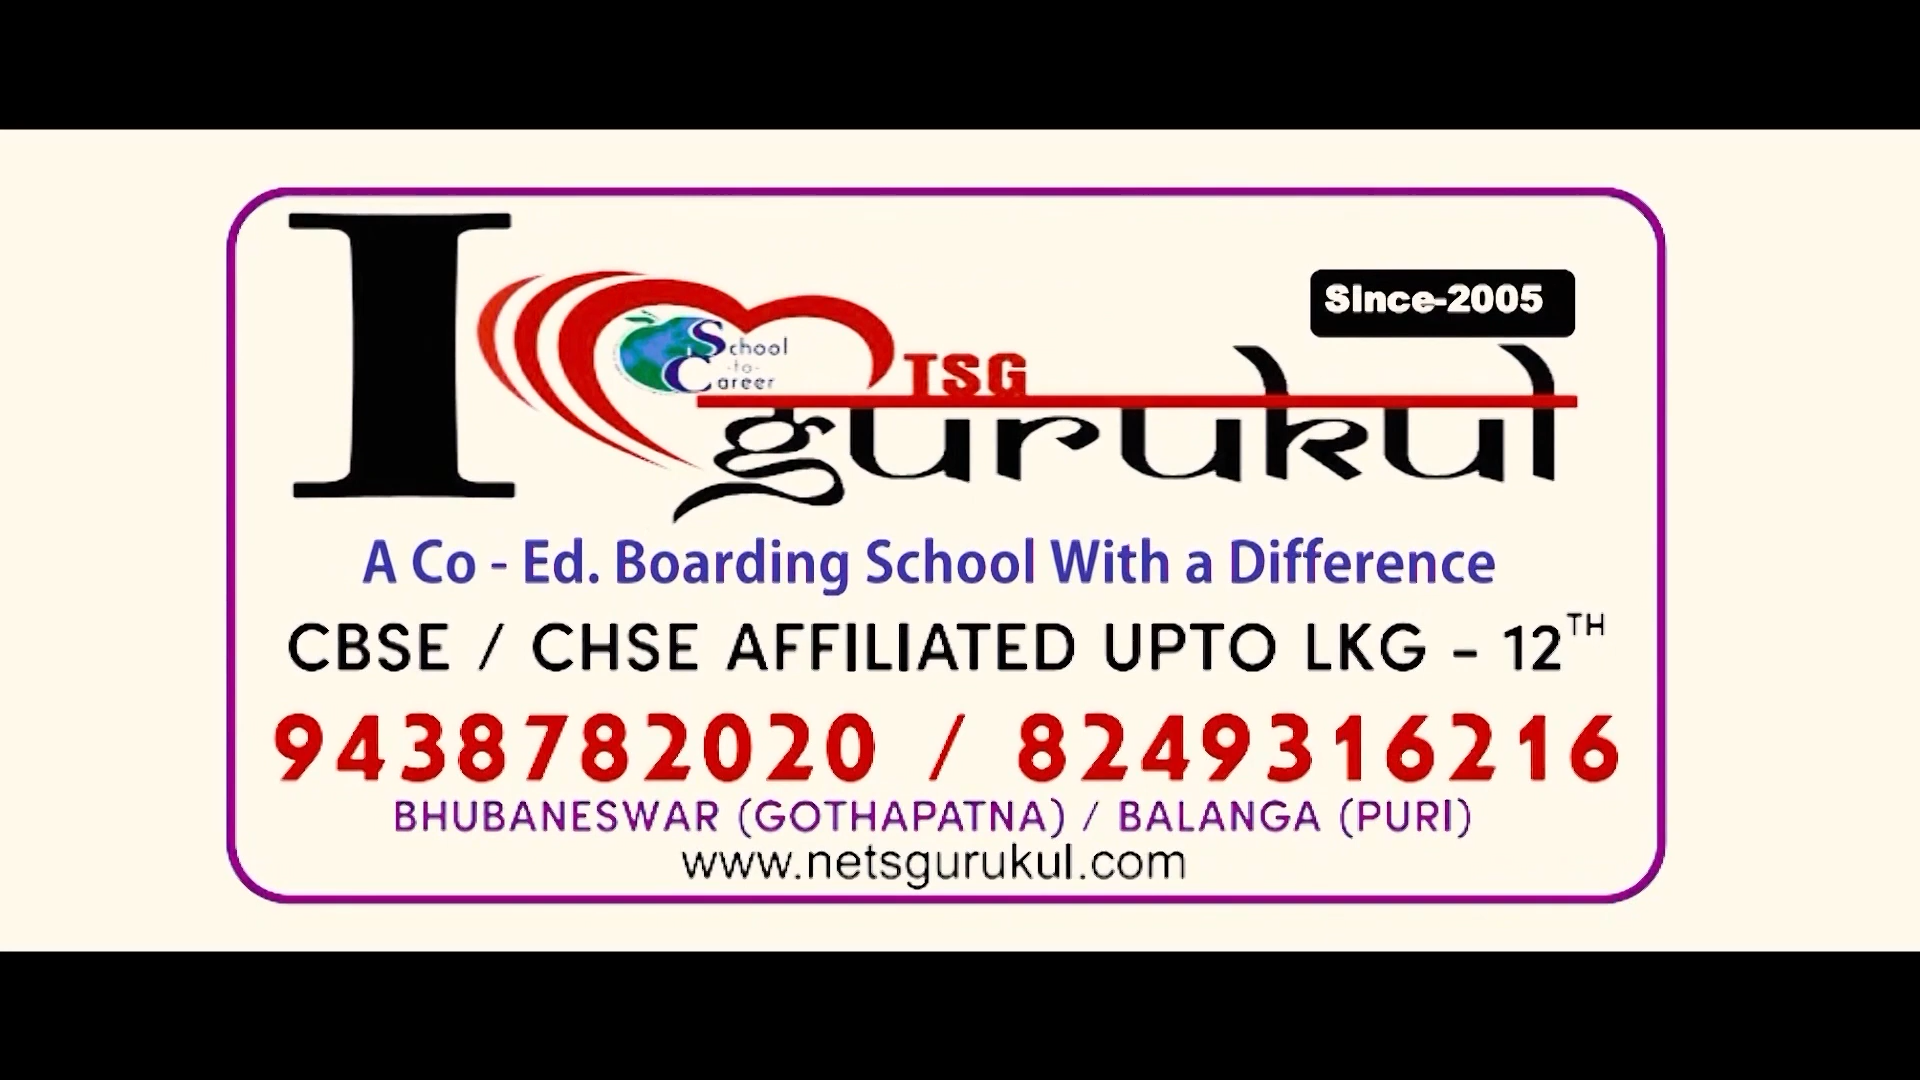 I
Since-2005
School
-to-
Career
TSG
gurukul
A Co - Ed. Boarding School With a Difference
CBSE / CHSE AFFILIATED UPTO LKG - 12TH
9438782020 / 8249316216
BHUBANESWAR (GOTHAPATNA) / BALANGA (PURI)
www.netsgurukul.com